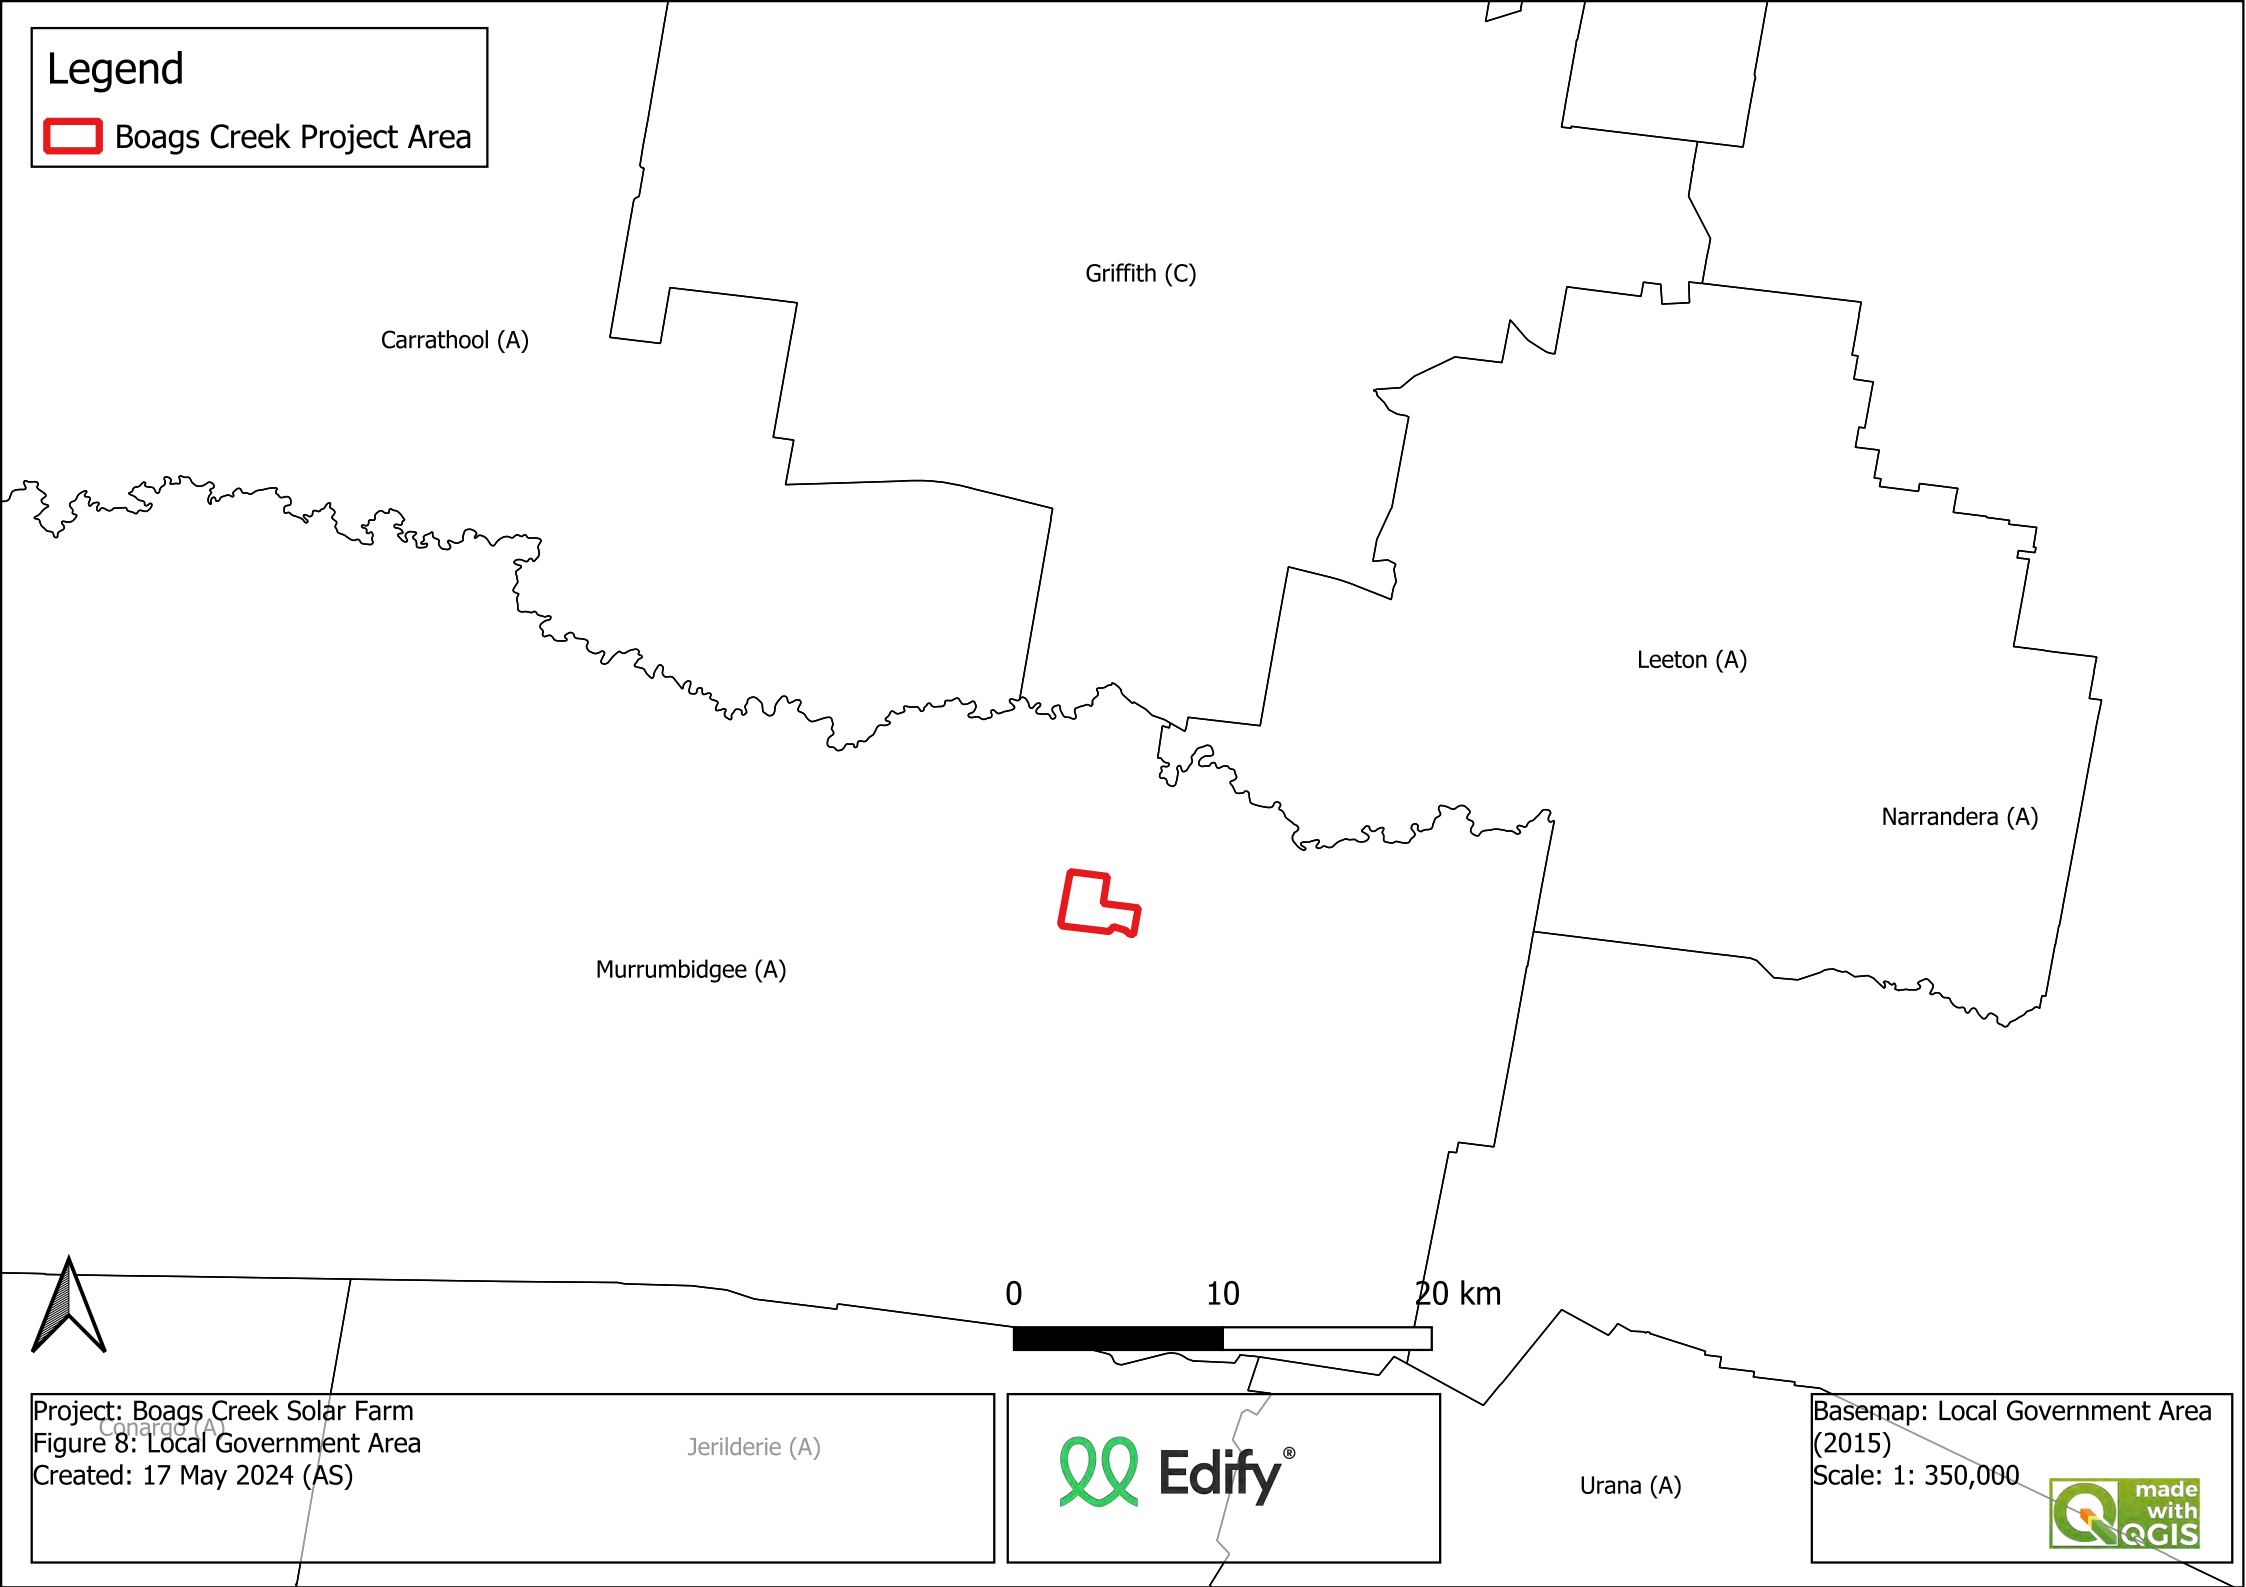 Legend
Boags Creek Project Area
Griffith (C)
Carrathool (A)
Leeton (A)
Narrandera (A)
Murrumbidgee (A)
0 10 20 km
Project: Boags Creek Solar Farm
Conargo (A)
Figure 8: Local Government Area
Created: 17 May 2024 (AS)
Jerilderie (A)
Edify®
Urana (A)
Basemap: Local Government Area
(2015)
Scale: 1: 350,000
made
with
QGIS